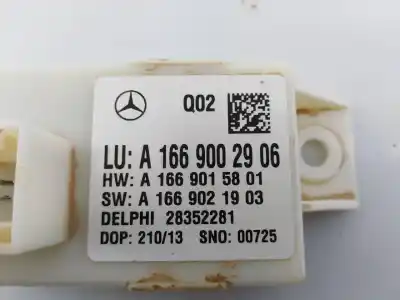 Q02
LU: A 166 900 29 06
HW: A 166 901 58 01
SW: A 166 902 19 03
DELPHI 28352281
DOP: 210/13 SNO: 00725